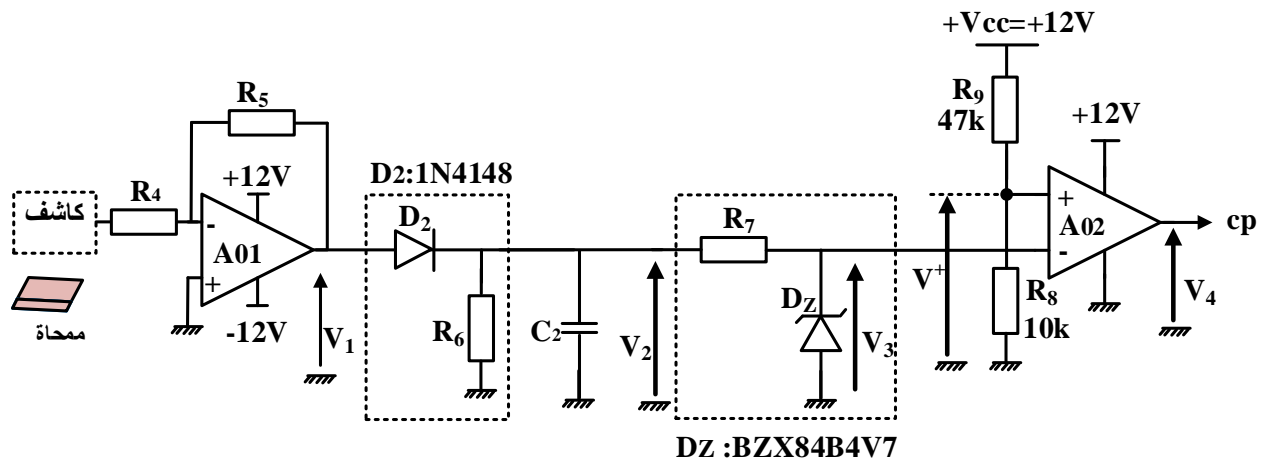 +Vcc=+12V
R5
R9
47k
+12V
D2:1N4148
كاشف
R4
+12V
D2
R7
+
A02
-
cp
-
A01
+
-12V
V1
R6
C2
V2
DZ
V3
V+
R8
10k
V4
ممحاة
DZ :BZX84B4V7